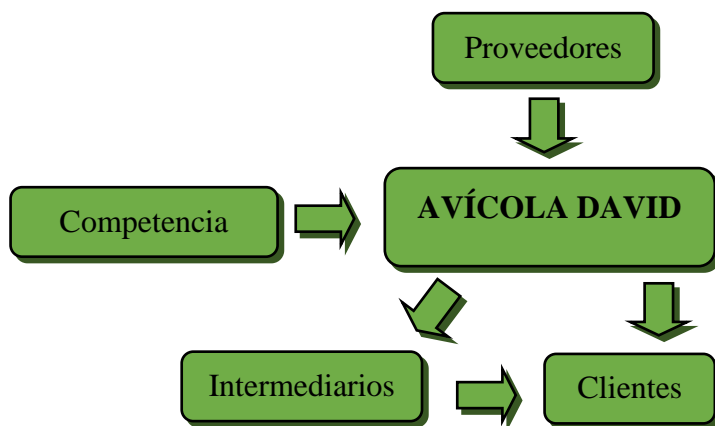 Proveedores
AVÍCOLA DAVID
Competencia
Intermediarios
Clientes